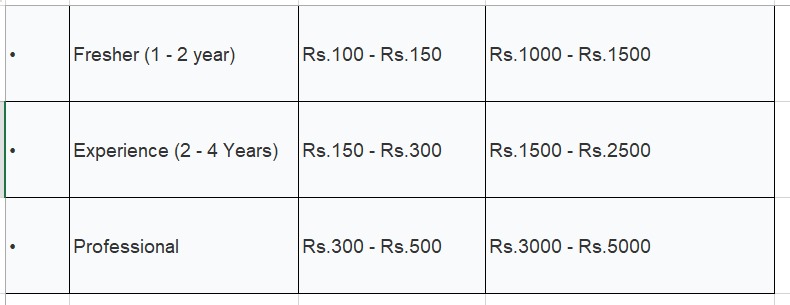 • Fresher (1 - 2 year) Rs.100 - Rs.150 Rs.1000 - Rs.1500
• Experience (2 - 4 Years) Rs.150 - Rs.300 Rs.1500 - Rs.2500
• Professional Rs.300 - Rs.500 Rs.3000 - Rs.5000